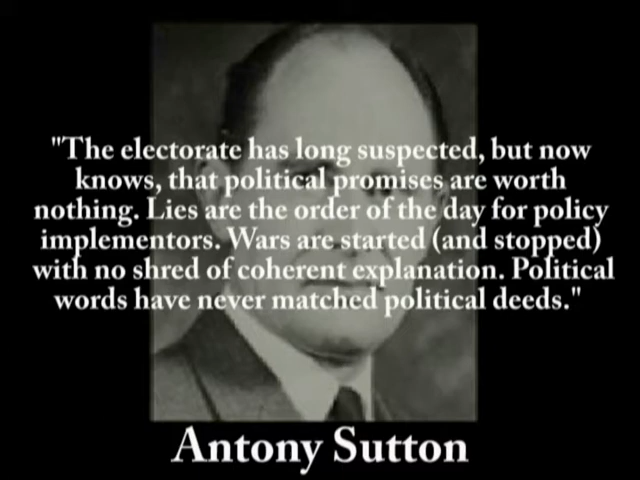 "The electorate has long suspected, but now
knows, that political promises are worth
nothing. Lies are the order of the day for policy
implementors. Wars are started (and stopped)
with no shred of coherent explanation. Political
words have never matched political deeds."
Antony Sutton